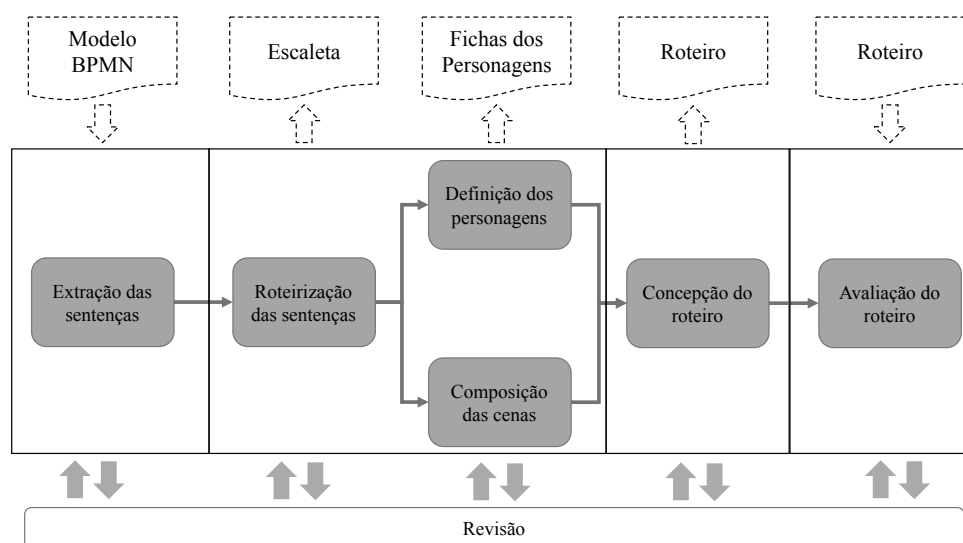 Modelo
BPMN
Escaleta
Fichas dos
Personagens
Roteiro
Roteiro
Extração das
sentenças
Roteirização
das sentenças
Definição dos
personagens
Composição
das cenas
Concepção do
roteiro
Avaliação do
roteiro
Revisão